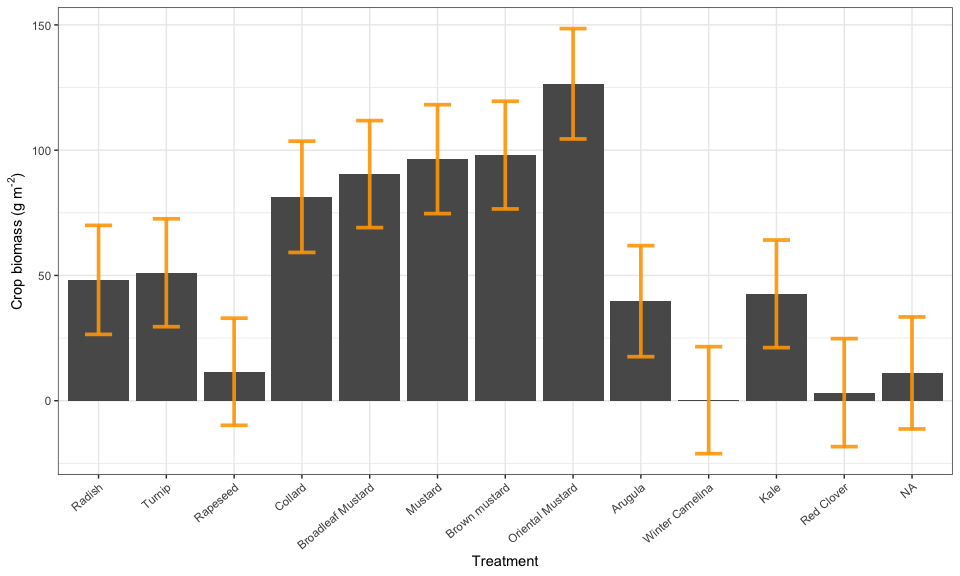 Crop biomass (g m⁻²)
150
100
50
0
Radish
Turnip
Rapeseed
Collard
Broadleaf Mustard
Mustard
Brown mustard
Oriental Mustard
Arugula
Winter Camelina
Kale
Red Clover
NA
Treatment